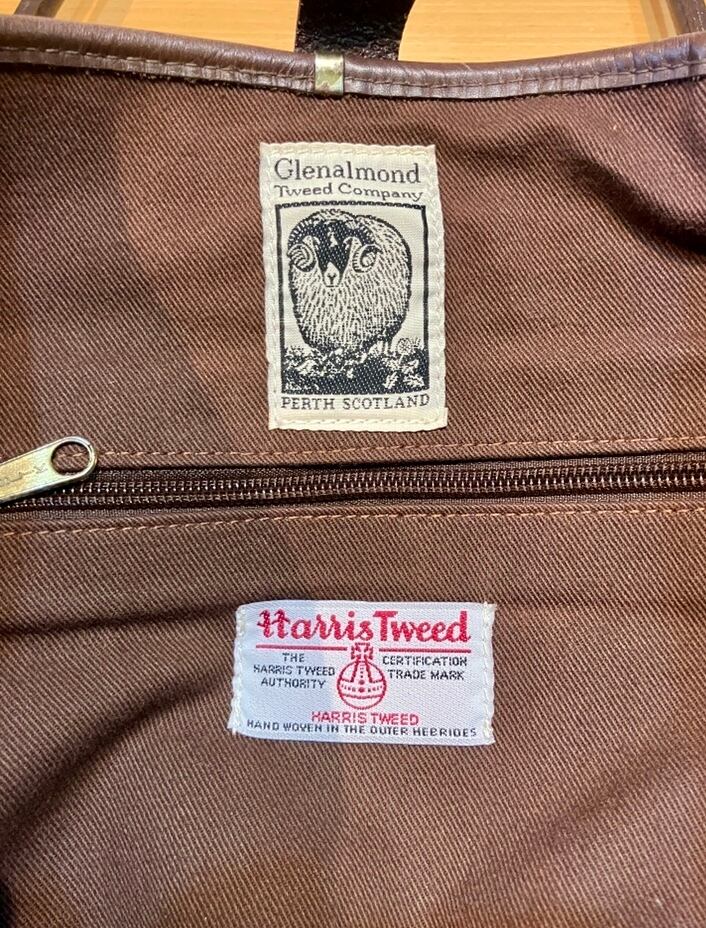 Glenalmond
Tweed Company
PERTH SCOTLAND
Harris Tweed
THE
HARRIS TWEED
AUTHORITY
CERTIFICATION
TRADE MARK
HARRIS TWEED
HAND WOVEN IN THE OUTER HEBRIDES